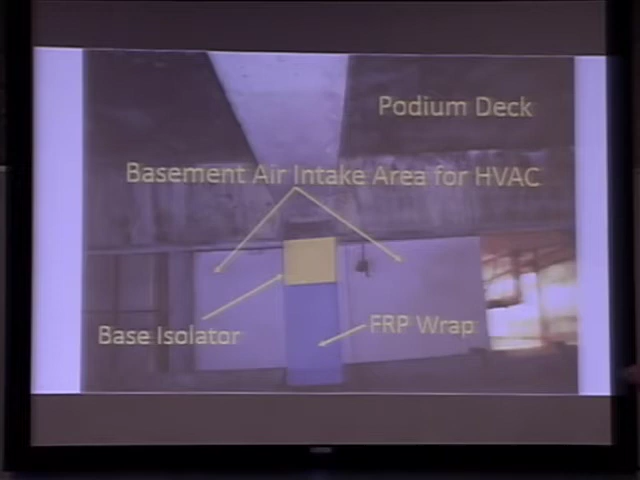 Podium Deck
Basement Air Intake Area for HVAC
Base Isolator
FRP Wrap